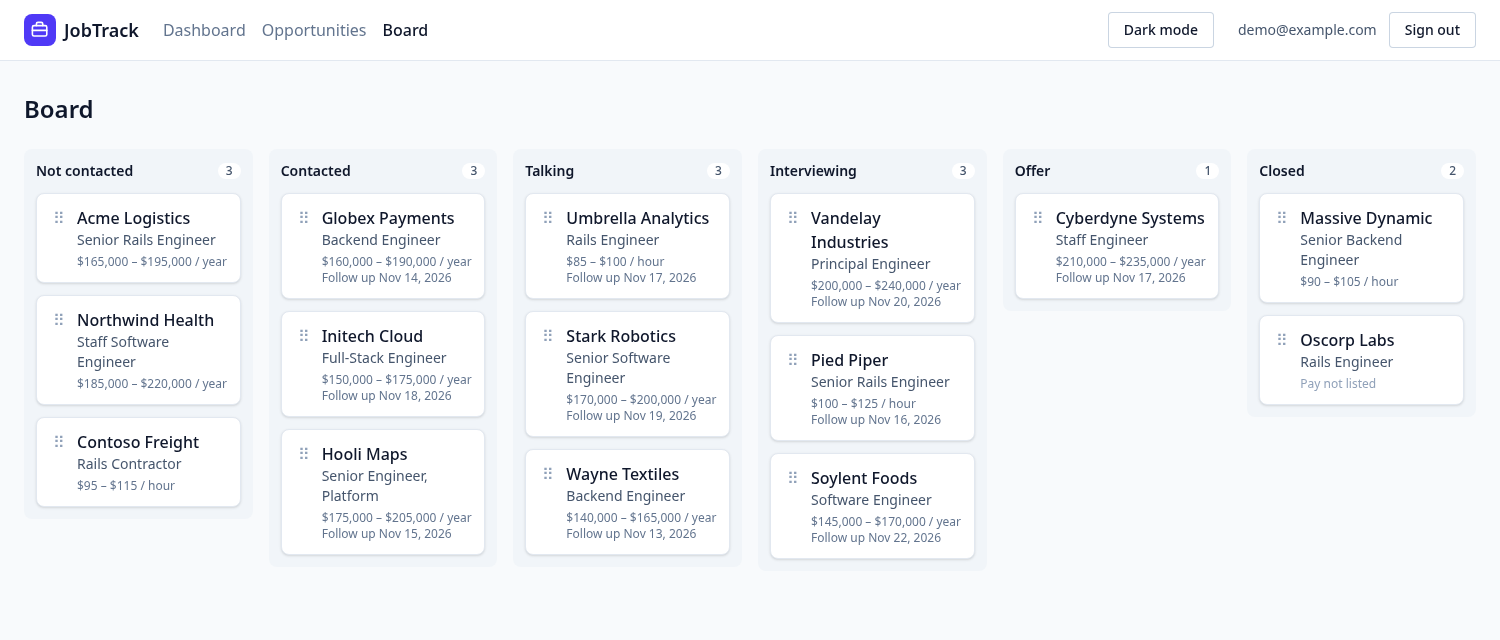 JobTrack
Dashboard
Opportunities
Board
Dark mode
demo@example.com
Sign out
Board
Not contacted
3
Acme Logistics
Senior Rails Engineer
$165,000 – $195,000 / year
Northwind Health
Staff Software
Engineer
$185,000 – $220,000 / year
Contoso Freight
Rails Contractor
$95 – $115 / hour
Contacted
3
Globex Payments
Backend Engineer
$160,000 – $190,000 / year
Follow up Nov 14, 2026
Initech Cloud
Full-Stack Engineer
$150,000 – $175,000 / year
Follow up Nov 18, 2026
Hooli Maps
Senior Engineer,
Platform
$175,000 – $205,000 / year
Follow up Nov 15, 2026
Talking
3
Umbrella Analytics
Rails Engineer
$85 – $100 / hour
Follow up Nov 17, 2026
Stark Robotics
Senior Software
Engineer
$170,000 – $200,000 / year
Follow up Nov 19, 2026
Wayne Textiles
Backend Engineer
$140,000 – $165,000 / year
Follow up Nov 13, 2026
Interviewing
3
Vandelay
Industries
Principal Engineer
$200,000 – $240,000 / year
Follow up Nov 20, 2026
Pied Piper
Senior Rails Engineer
$100 – $125 / hour
Follow up Nov 16, 2026
Soylent Foods
Software Engineer
$145,000 – $170,000 / year
Follow up Nov 22, 2026
Offer
1
Cyberdyne Systems
Staff Engineer
$210,000 – $235,000 / year
Follow up Nov 17, 2026
Closed
2
Massive Dynamic
Senior Backend
Engineer
$90 – $105 / hour
Oscorp Labs
Rails Engineer
Pay not listed